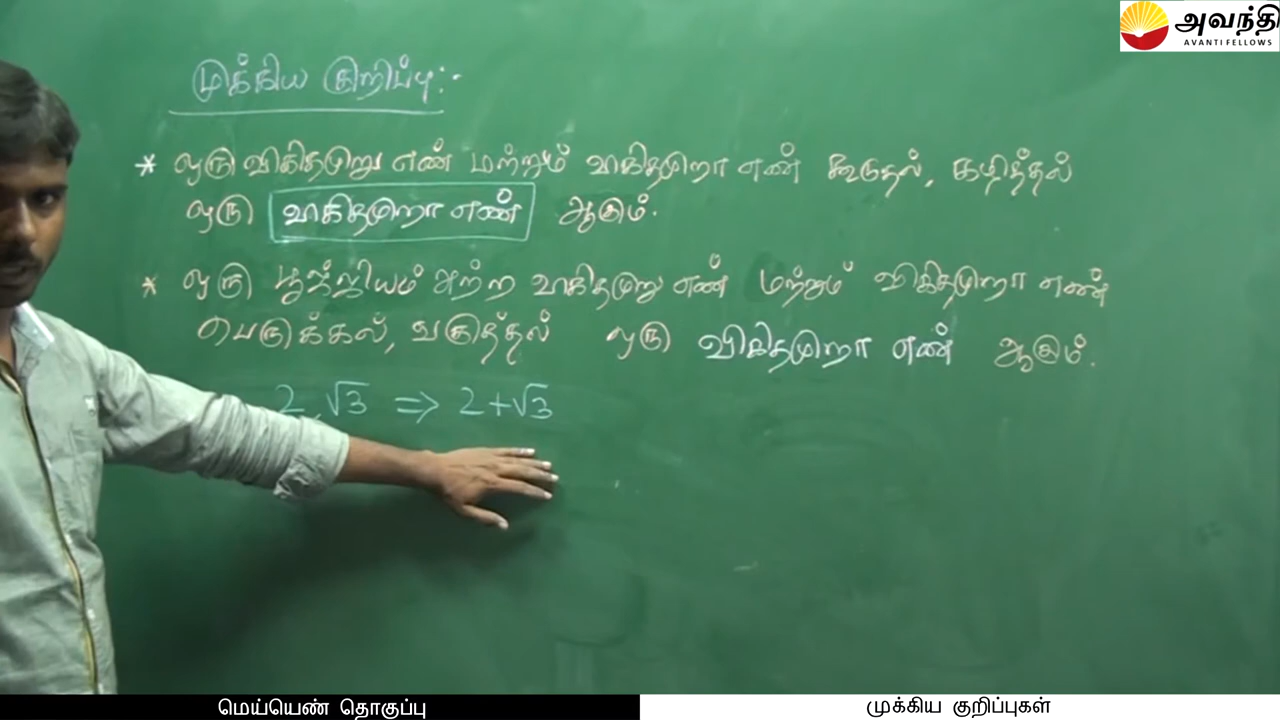 அவந்தி
AVANTI FELLOWS
முக்கிய குறிப்பு:-
* ஒரு விகிதமுறு எண் மற்றும் விகிதமுறா எண் கூடுதல், கழித்தல்
ஒரு விகிதமுறா எண் ஆகும்.
* ஒரு பூஜ்ஜியம் அற்ற விகிதமுறு எண் மற்றும் விகிதமுறா எண்
பெருக்கல், வகுத்தல் ஒரு விகிதமுறா எண் ஆகும்.
2, √3 ⇒ 2+√3
மெய்யெண் தொகுப்பு
முக்கிய குறிப்புகள்